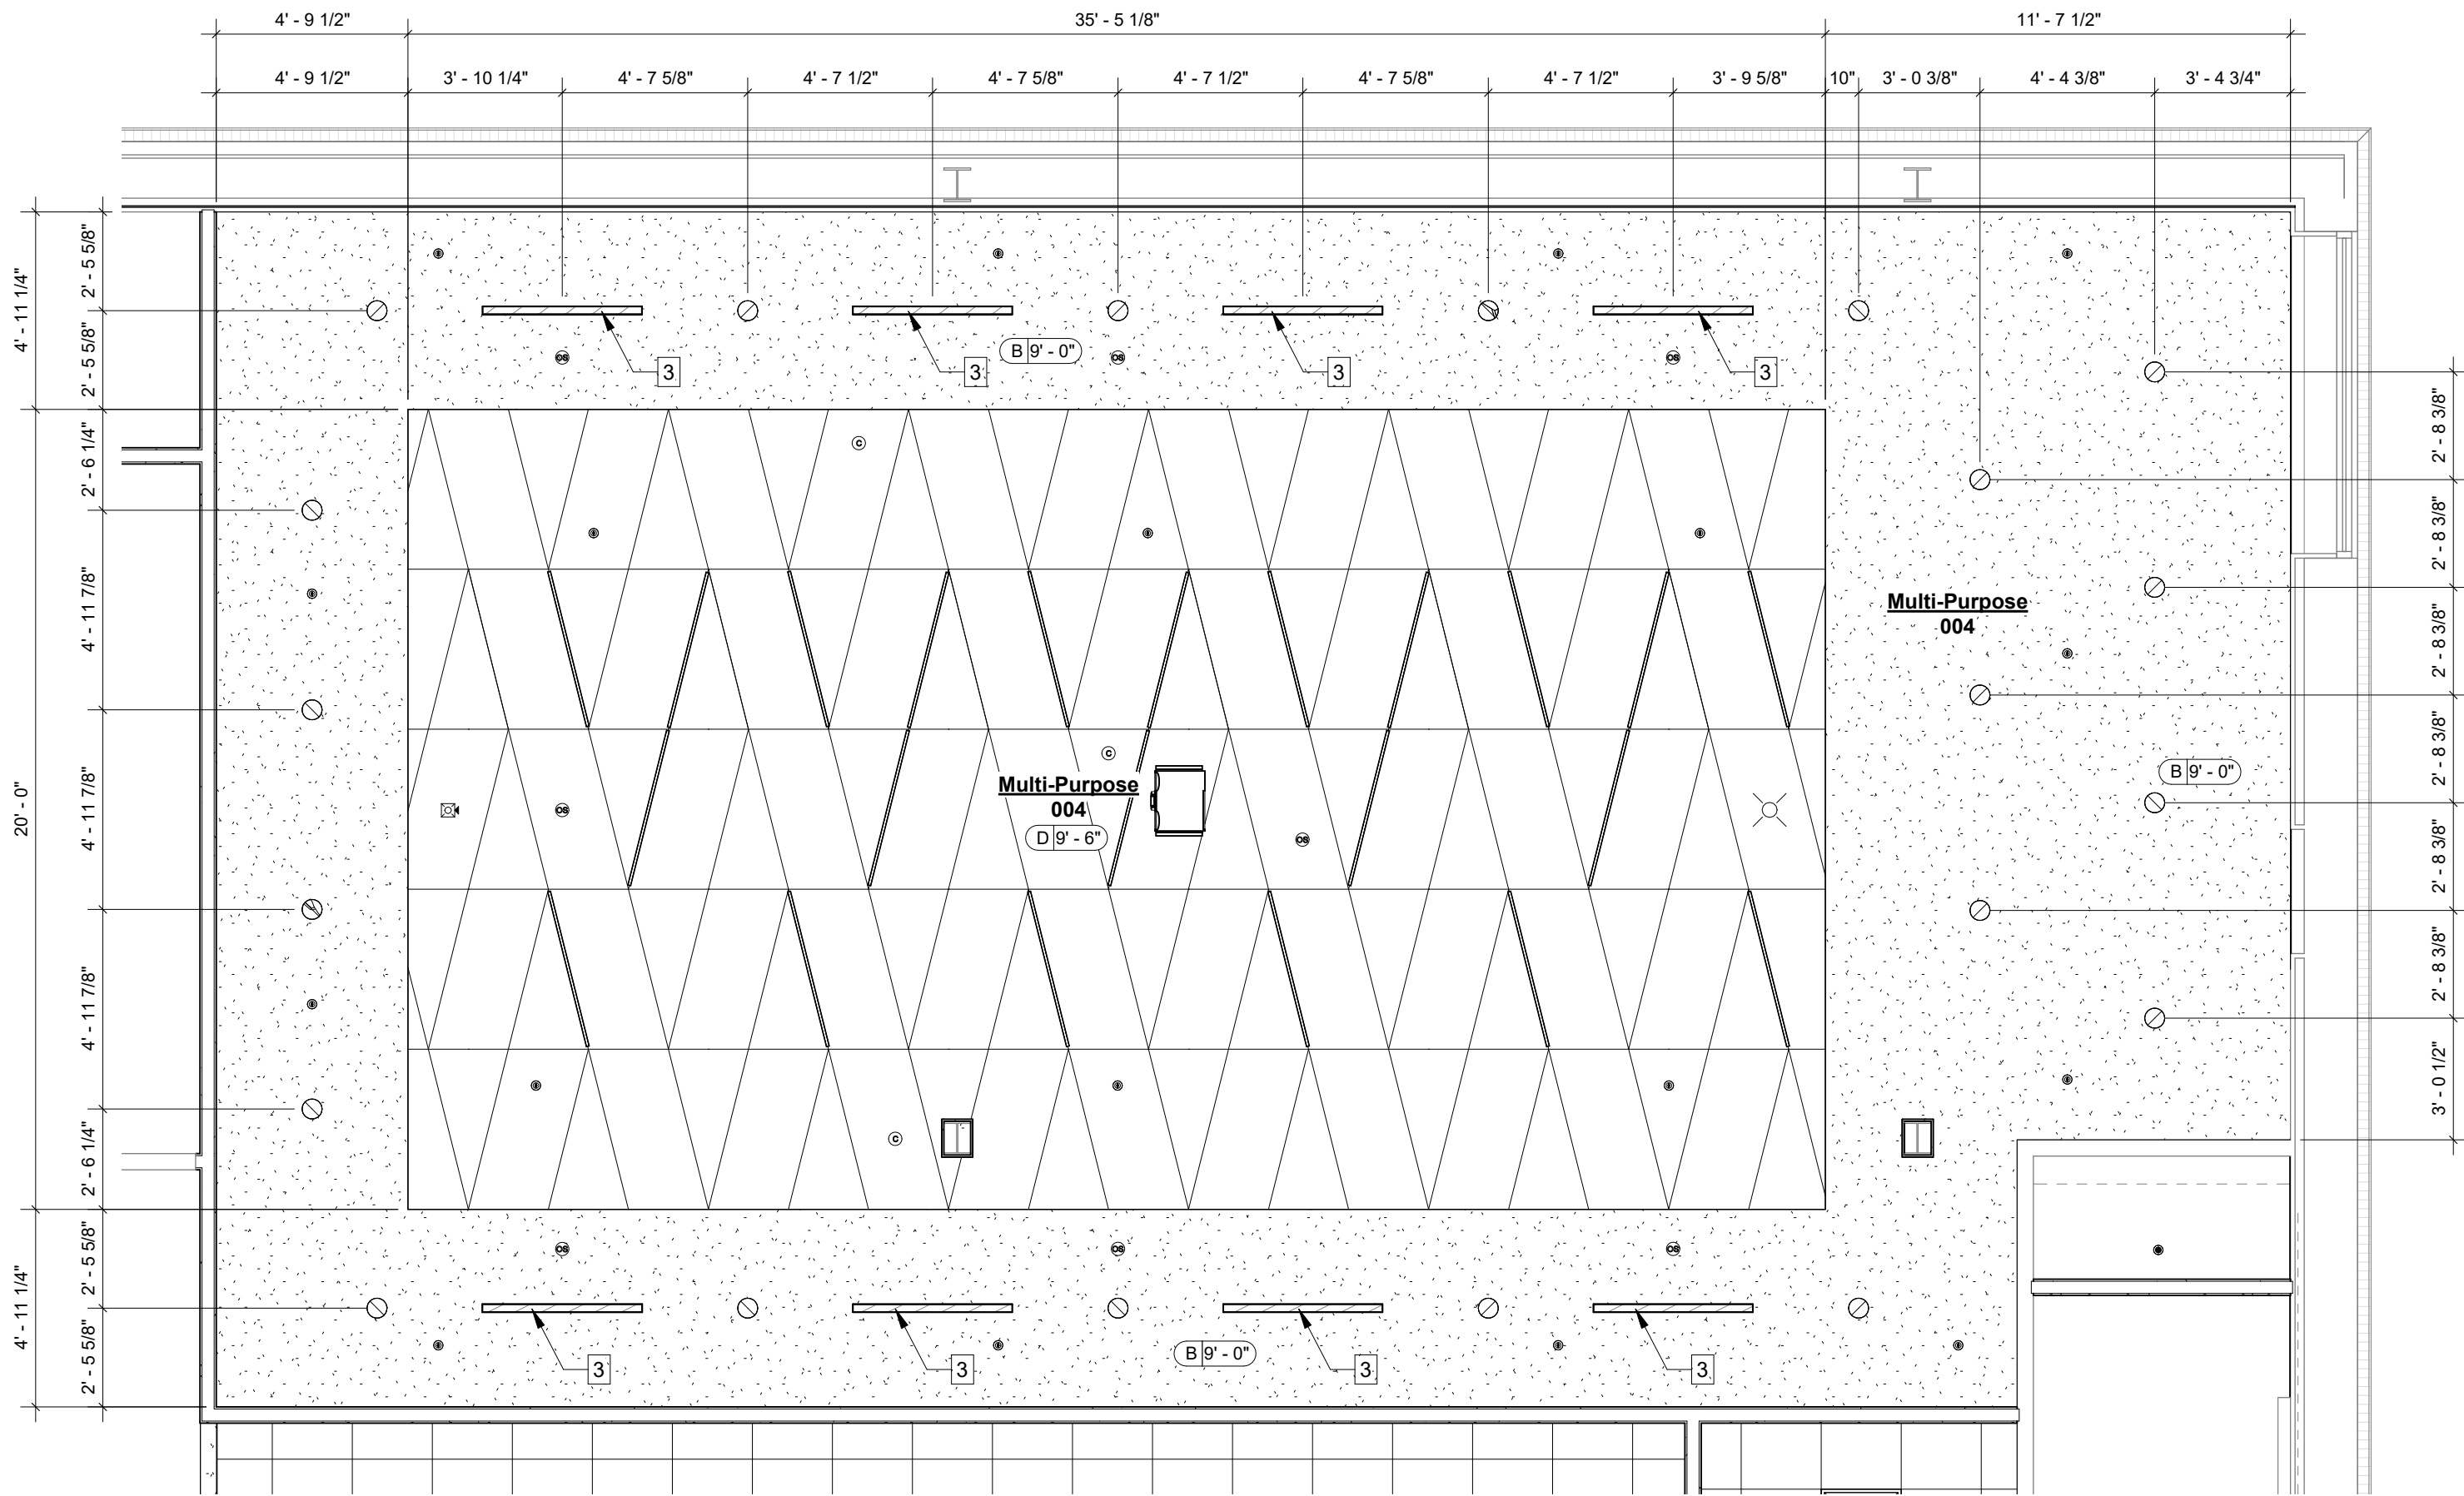 4' - 9 1/2"
35' - 5 1/8"
11' - 7 1/2"
4' - 9 1/2"
3' - 10 1/4"
4' - 7 5/8"
4' - 7 1/2"
4' - 7 5/8"
4' - 7 1/2"
4' - 7 5/8"
4' - 7 1/2"
3' - 9 5/8"
10"
3' - 0 3/8"
4' - 4 3/8"
3' - 4 3/4"
4' - 11 1/4"
20' - 0"
4' - 11 1/4"
2' - 5 5/8"
2' - 5 5/8"
2' - 6 1/4"
4' - 11 7/8"
4' - 11 7/8"
4' - 11 7/8"
2' - 6 1/4"
2' - 5 5/8"
2' - 5 5/8"
B 9' - 0"
OS
OS
OS
3
3
3
3
C
Multi-Purpose
004
C
Multi-Purpose
004
D 9' - 6"
OS
OS
B 9' - 0"
C
OS
OS
OS
B 9' - 0"
3
3
3
3
2' - 8 3/8"
2' - 8 3/8"
2' - 8 3/8"
2' - 8 3/8"
2' - 8 3/8"
2' - 8 3/8"
3' - 0 1/2"